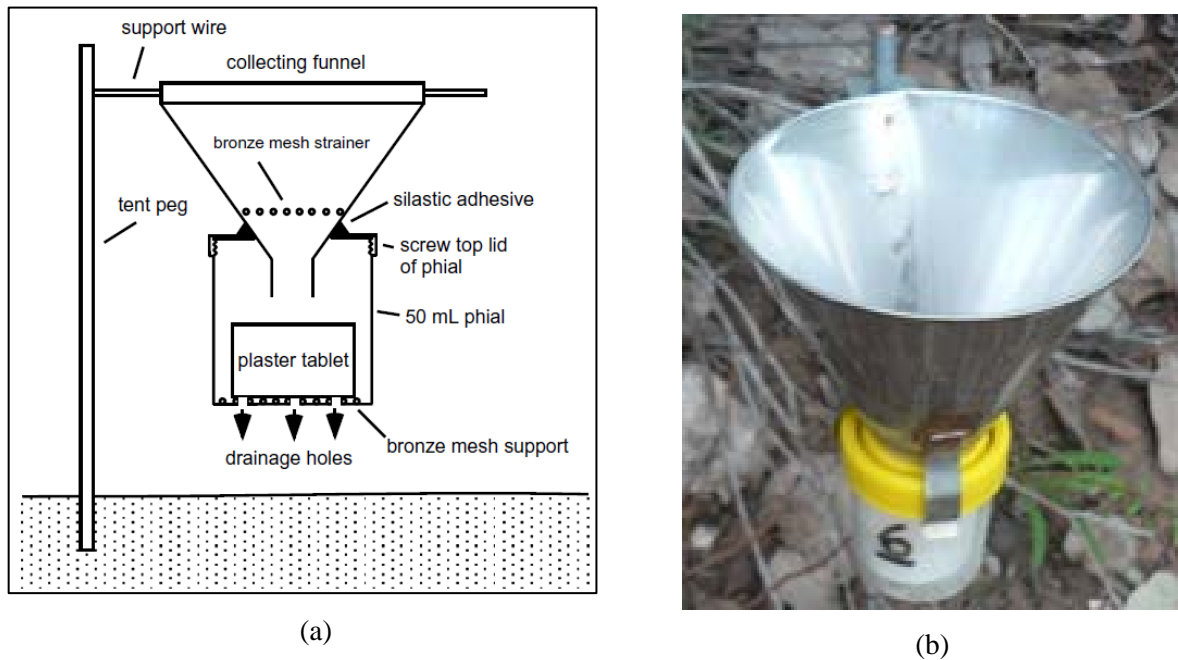 support wire
collecting funnel
bronze mesh strainer
silastic adhesive
tent peg
screw top lid
of phial
50 mL phial
plaster tablet
bronze mesh support
drainage holes
(a)
(b)